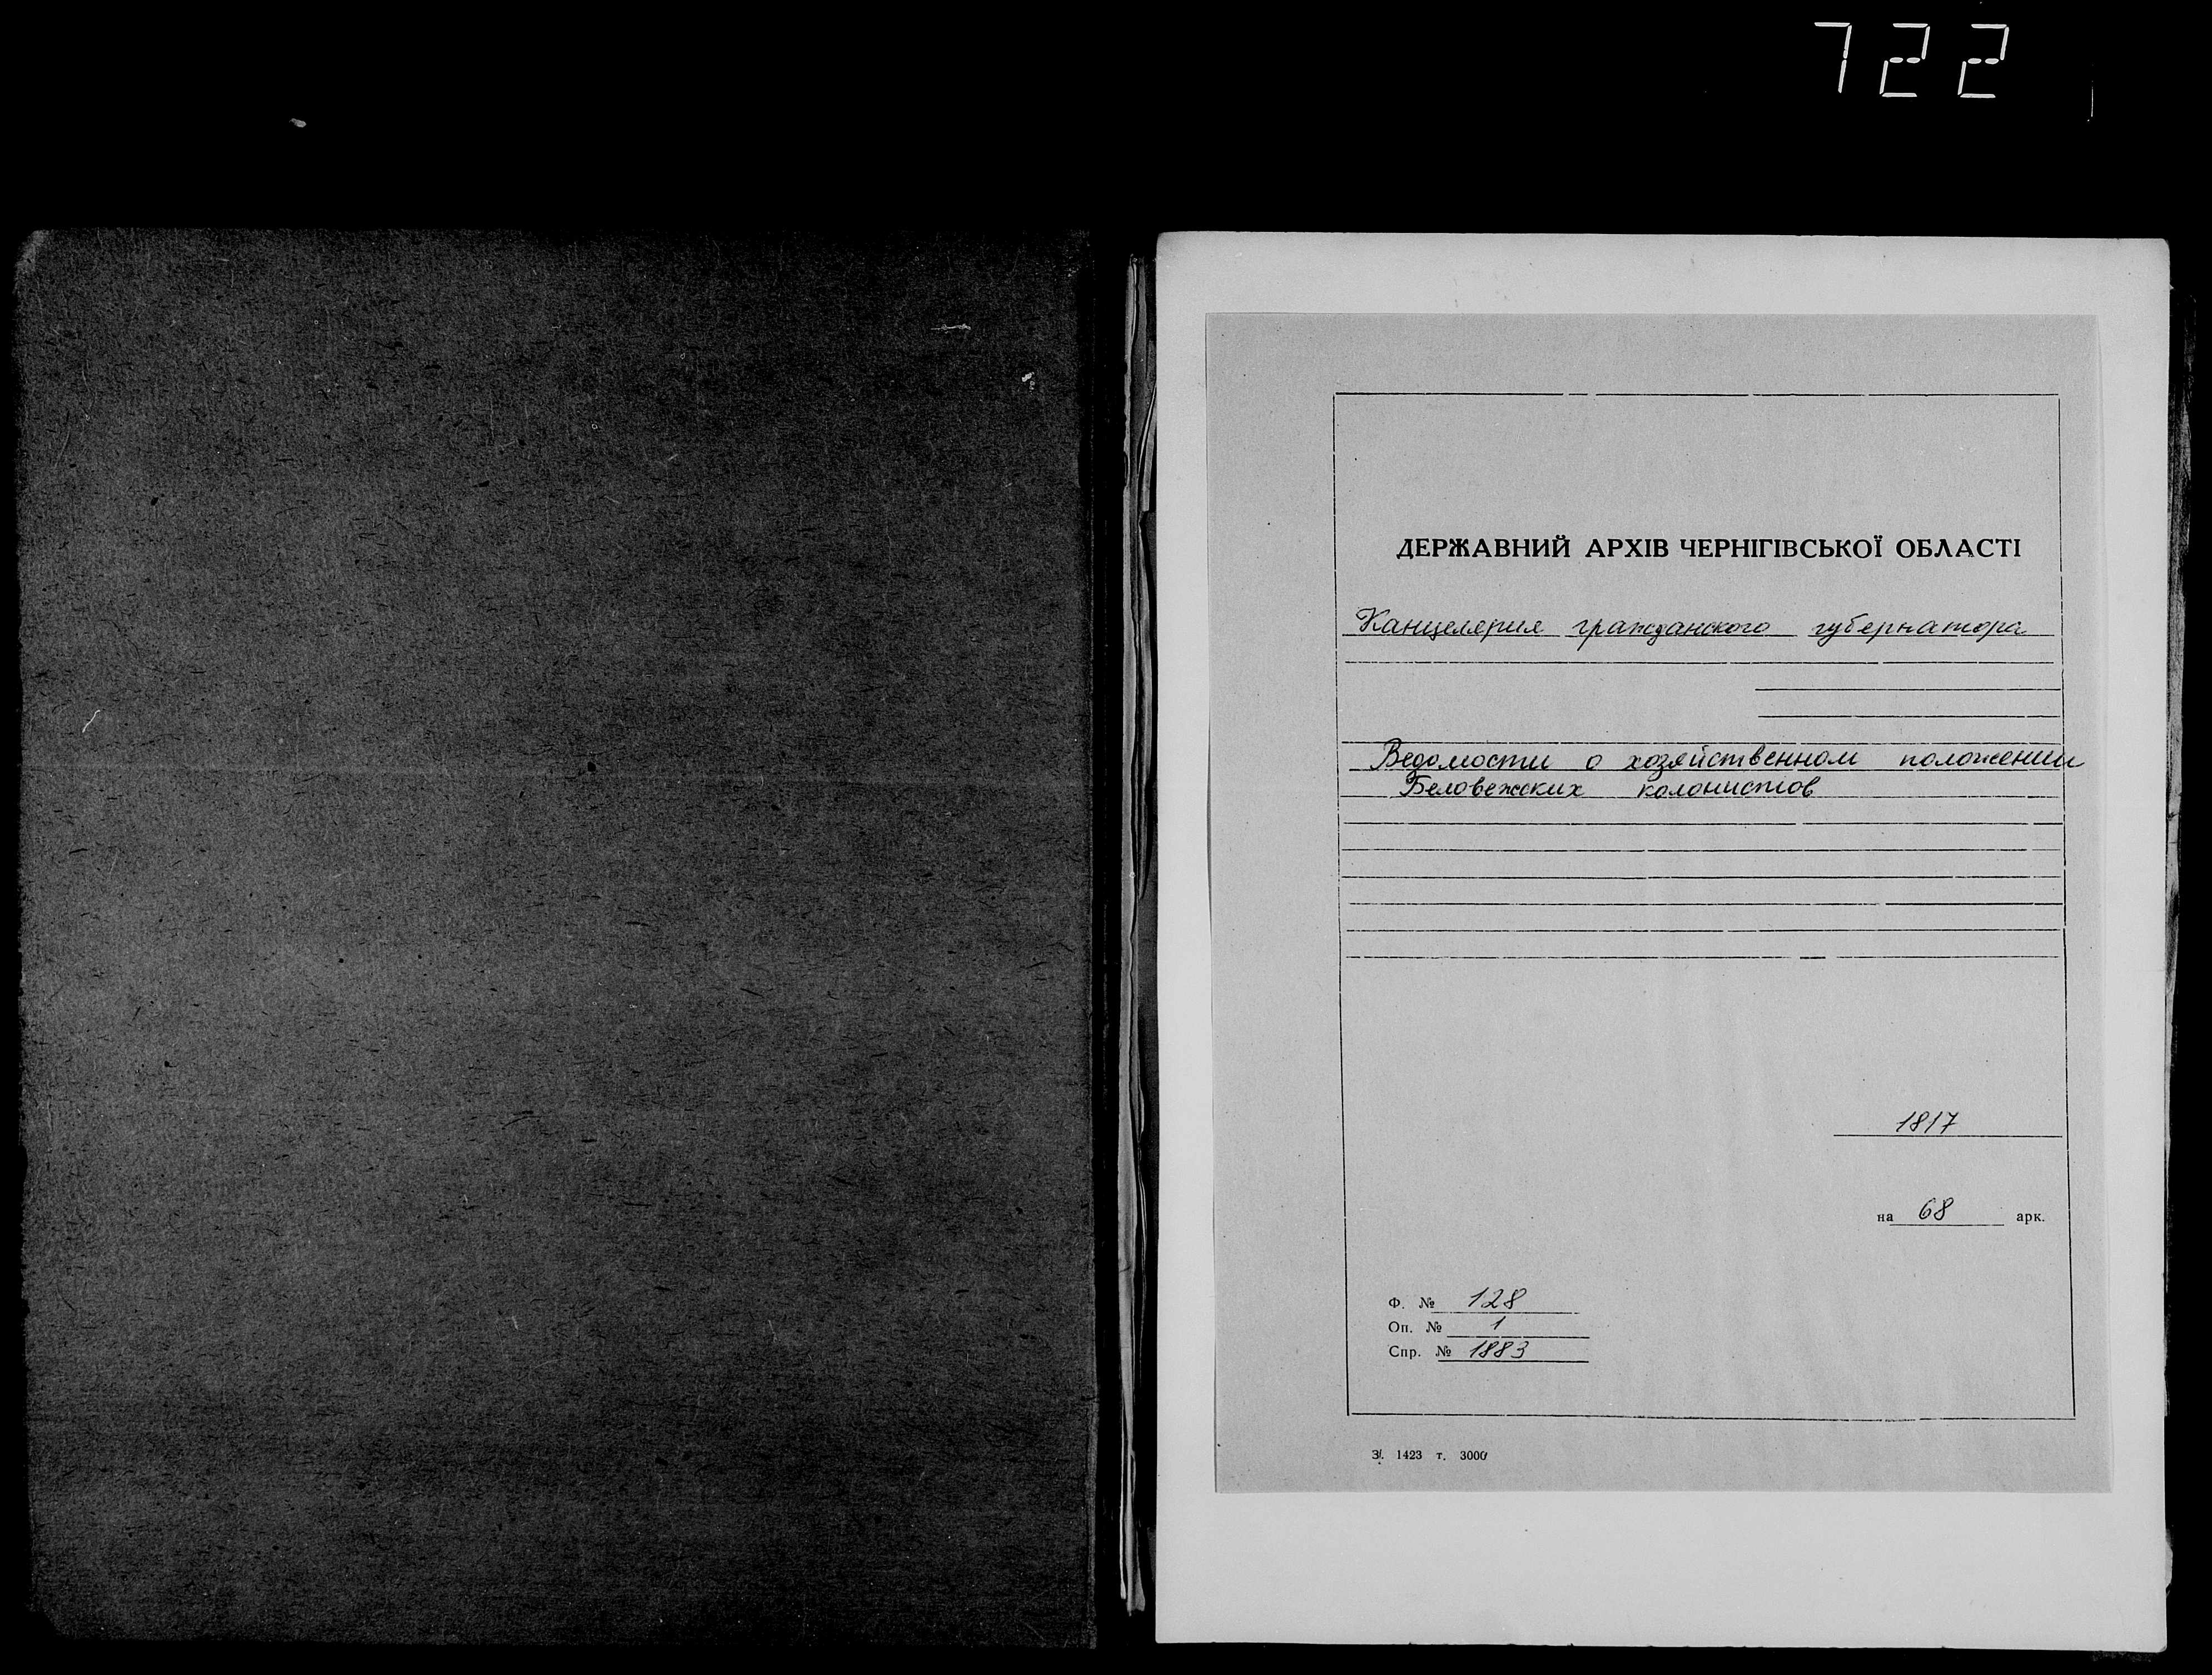 722
ДЕРЖАВНИЙ АРХІВ ЧЕРНІГІВСЬКОЇ ОБЛАСТІ
Канцелярия гражданского губернатора
Ведомости о хозяйственном положении
Беловежских колонистов
1817
на 68 арк.
Ф. № 128
Оп. № 1
Спр. № 1883
З. 1423 т. 3000